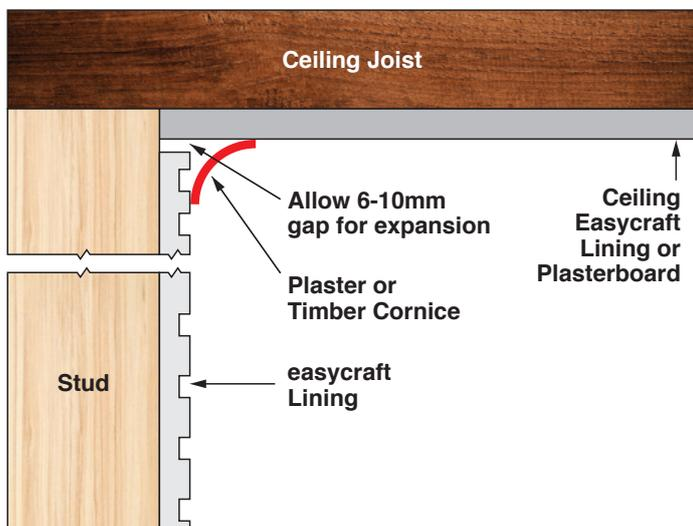 Ceiling Joist
Allow 6-10mm
gap for expansion
Ceiling
Easycraft
Lining or
Plasterboard
Plaster or
Timber Cornice
Stud
easycraft
Lining